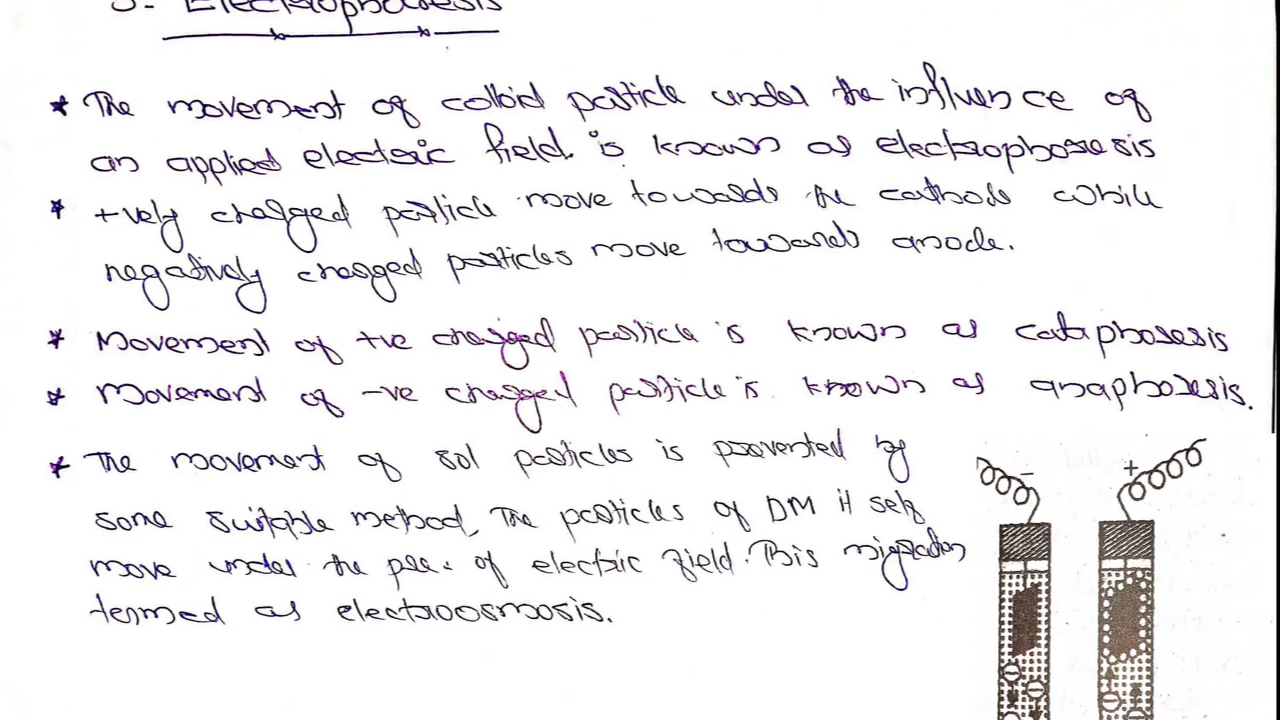 5. Electrophoresis
* The movement of colloid particle under the influence of
an applied electric field. is known as electrophoresis
* +vely charged particle move towards the cathode while
negatively charged particles move towards anode.
* Movement of +ve charged particle is known as cataphoresis
* Movement of -ve charged particle is known as anaphoresis.
* The movement of sol particles is prevented by
some suitable method, The particles of DM it self
move under the of electric field. This migration
termed as electroosmosis.
- +